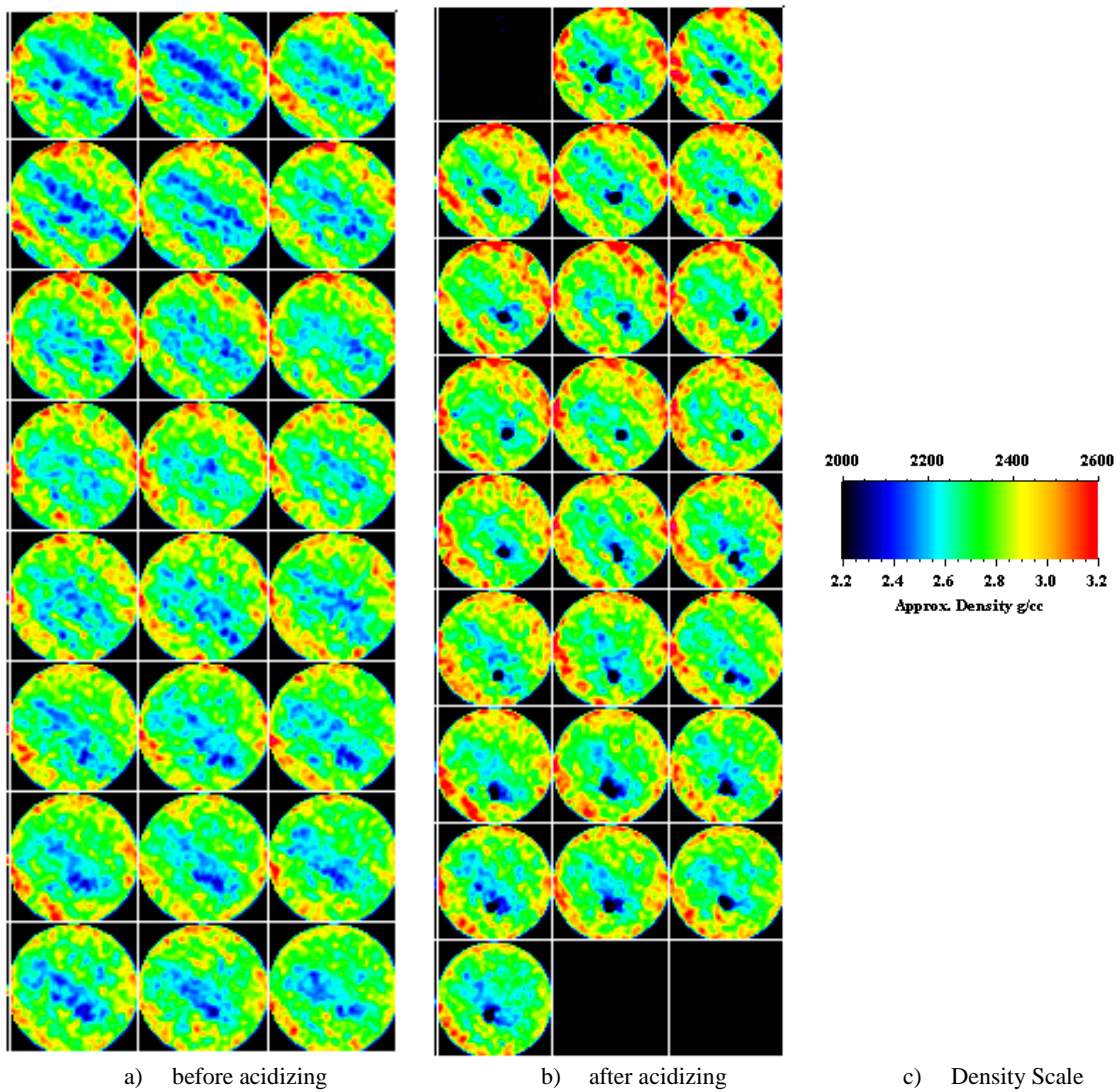 2000 2200 2400 2600
2.2 2.4 2.6 2.8 3.0 3.2
Approx. Density g/cc
a) before acidizing b) after acidizing c) Density Scale